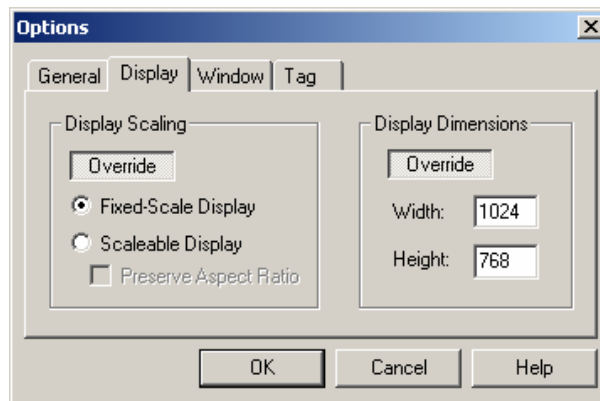 Options
General Display Window Tag
Display Scaling
Override
Fixed-Scale Display
Scaleable Display
Preserve Aspect Ratio
Display Dimensions
Override
Width: 1024
Height: 768
OK Cancel Help